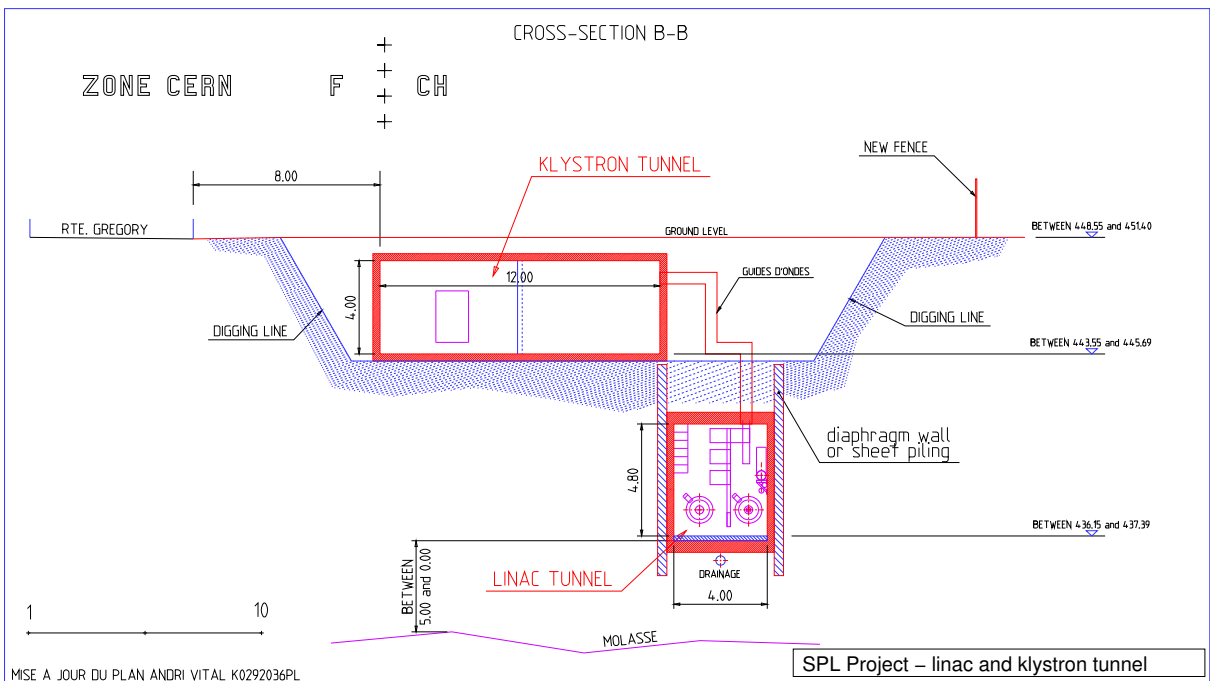 CROSS-SECTION B-B
ZONE CERN F CH
NEW FENCE
KLYSTRON TUNNEL
8.00
RTE. GREGORY
GROUND LEVEL
BETWEEN 448.55 and 451.40
12.00
GUIDES D'ONDES
4.00
DIGGING LINE
DIGGING LINE
BETWEEN 443.55 and 445.69
diaphragm wall
or sheet piling
4.80
BETWEEN 436.15 and 437.39
BETWEEN
5.00 and 0.00
LINAC TUNNEL
DRAINAGE
4.00
1 10
MOLASSE
SPL Project – linac and klystron tunnel
MISE A JOUR DU PLAN ANDRI VITAL K0292036PL